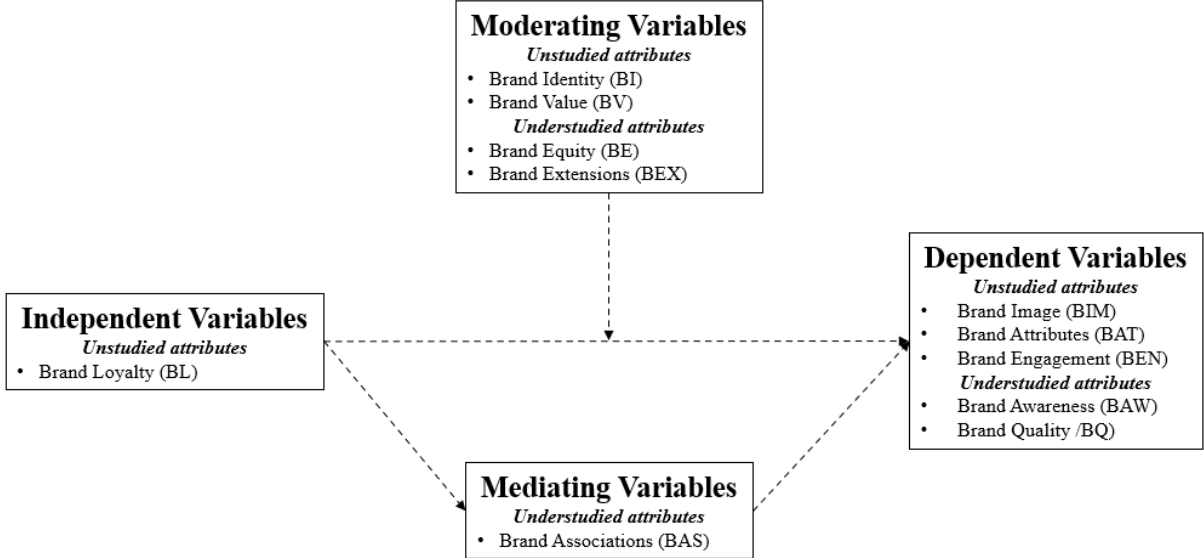 Moderating Variables
Unstudied attributes
• Brand Identity (BI)
• Brand Value (BV)
Understudied attributes
• Brand Equity (BE)
• Brand Extensions (BEX)
Independent Variables
Unstudied attributes
• Brand Loyalty (BL)
Dependent Variables
Unstudied attributes
• Brand Image (BIM)
• Brand Attributes (BAT)
• Brand Engagement (BEN)
Understudied attributes
• Brand Awareness (BAW)
• Brand Quality /BQ)
Mediating Variables
Understudied attributes
• Brand Associations (BAS)